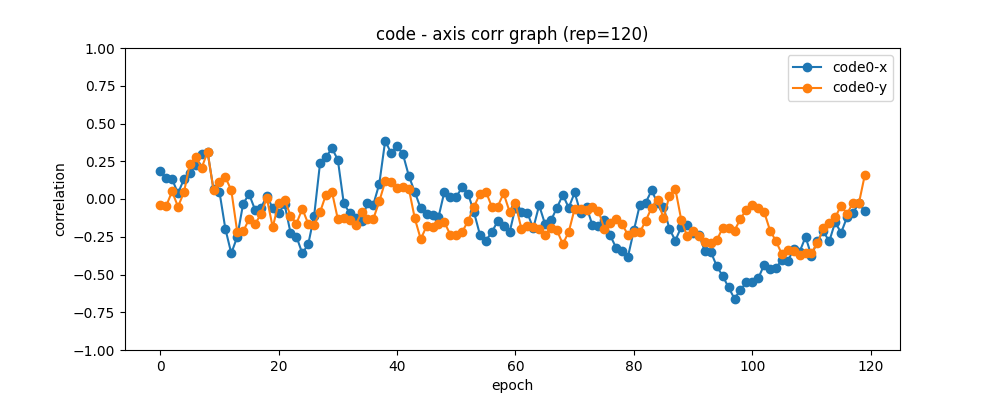 code - axis corr graph (rep=120)
1.00
0.75
0.50
0.25
0.00
−0.25
−0.50
−0.75
−1.00
correlation
0 20 40 60 80 100 120
epoch
code0-x
code0-y